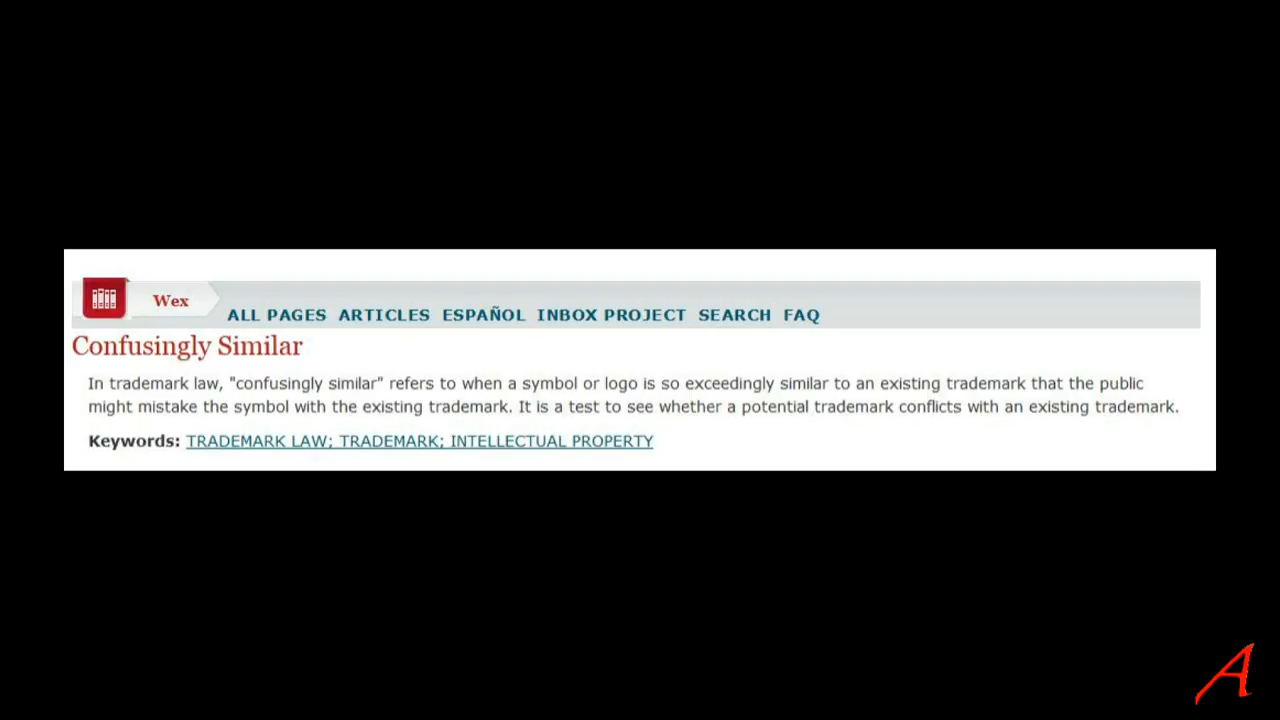 Wex
ALL PAGES ARTICLES ESPAÑOL INBOX PROJECT SEARCH FAQ
Confusingly Similar
In trademark law, "confusingly similar" refers to when a symbol or logo is so exceedingly similar to an existing trademark that the public
might mistake the symbol with the existing trademark. It is a test to see whether a potential trademark conflicts with an existing trademark.
Keywords: TRADEMARK LAW; TRADEMARK; INTELLECTUAL PROPERTY
A